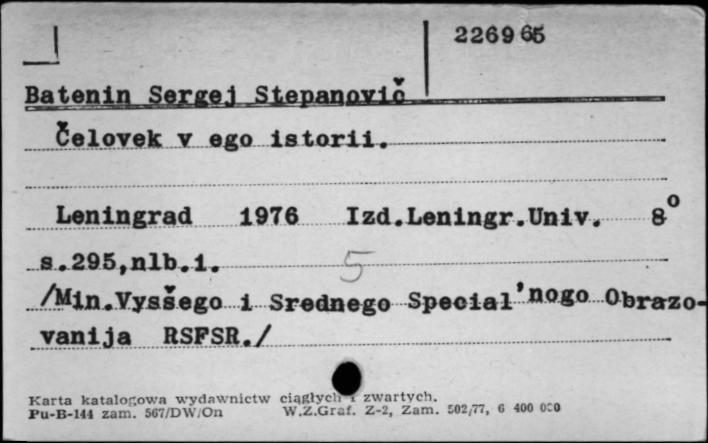 226965
Batenin Sergej Stepanovič
Čelovek v ego istorii.
Leningrad 1976 Izd.Leningr.Univ. 8º
s.295,nlb.1. 5
/Min.Vysšego i Srednego Special'nogo Obrazo-
vanija RSFSR./
Karta katalogowa wydawnictw ciągłych i zwartych.
Pu-B-144 zam. 567/DW/On W.Z.Graf. Z-2, Zam. 502/77, 6 400 000